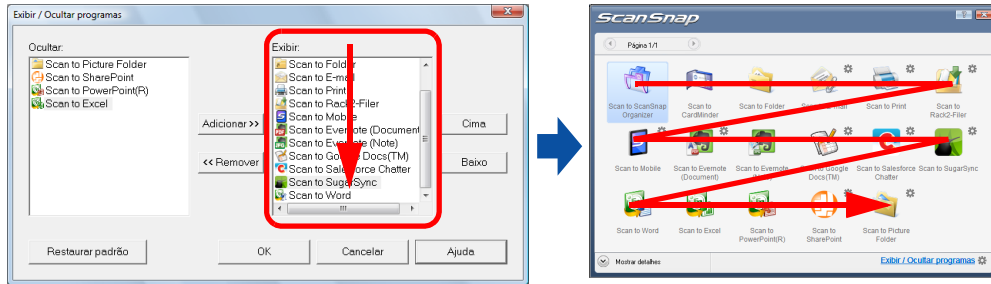 Exibir / Ocultar programas
Ocultar:
Scan to Picture Folder
Scan to SharePoint
Scan to PowerPoint(R)
Scan to Excel
Adicionar >>
<< Remover
Exibir:
Scan to Folder
Scan to E-mail
Scan to Print
Scan to Rack2-Filer
Scan to Mobile
Scan to Evernote (Document
Scan to Evernote (Note)
Scan to Google Docs(TM)
Scan to Salesforce Chatter
Scan to SugarSync
Scan to Word
Cima
Baixo
Restaurar padrão
OK
Cancelar
Ajuda
ScanSnap
Página 1/1
Scan to ScanSnap Organizer
Scan to CardMinder
Scan to Folder
Scan to E-mail
Scan to Print
Scan to Rack2-Filer
Scan to Mobile
Scan to Evernote (Document)
Scan to Evernote
Scan to Google Docs(TM)
Scan to Salesforce Chatter
Scan to SugarSync
Scan to Word
Scan to Excel
Scan to PowerPoint(R)
Scan to SharePoint
Scan to Picture Folder
Mostrar detalhes
Exibir / Ocultar programas